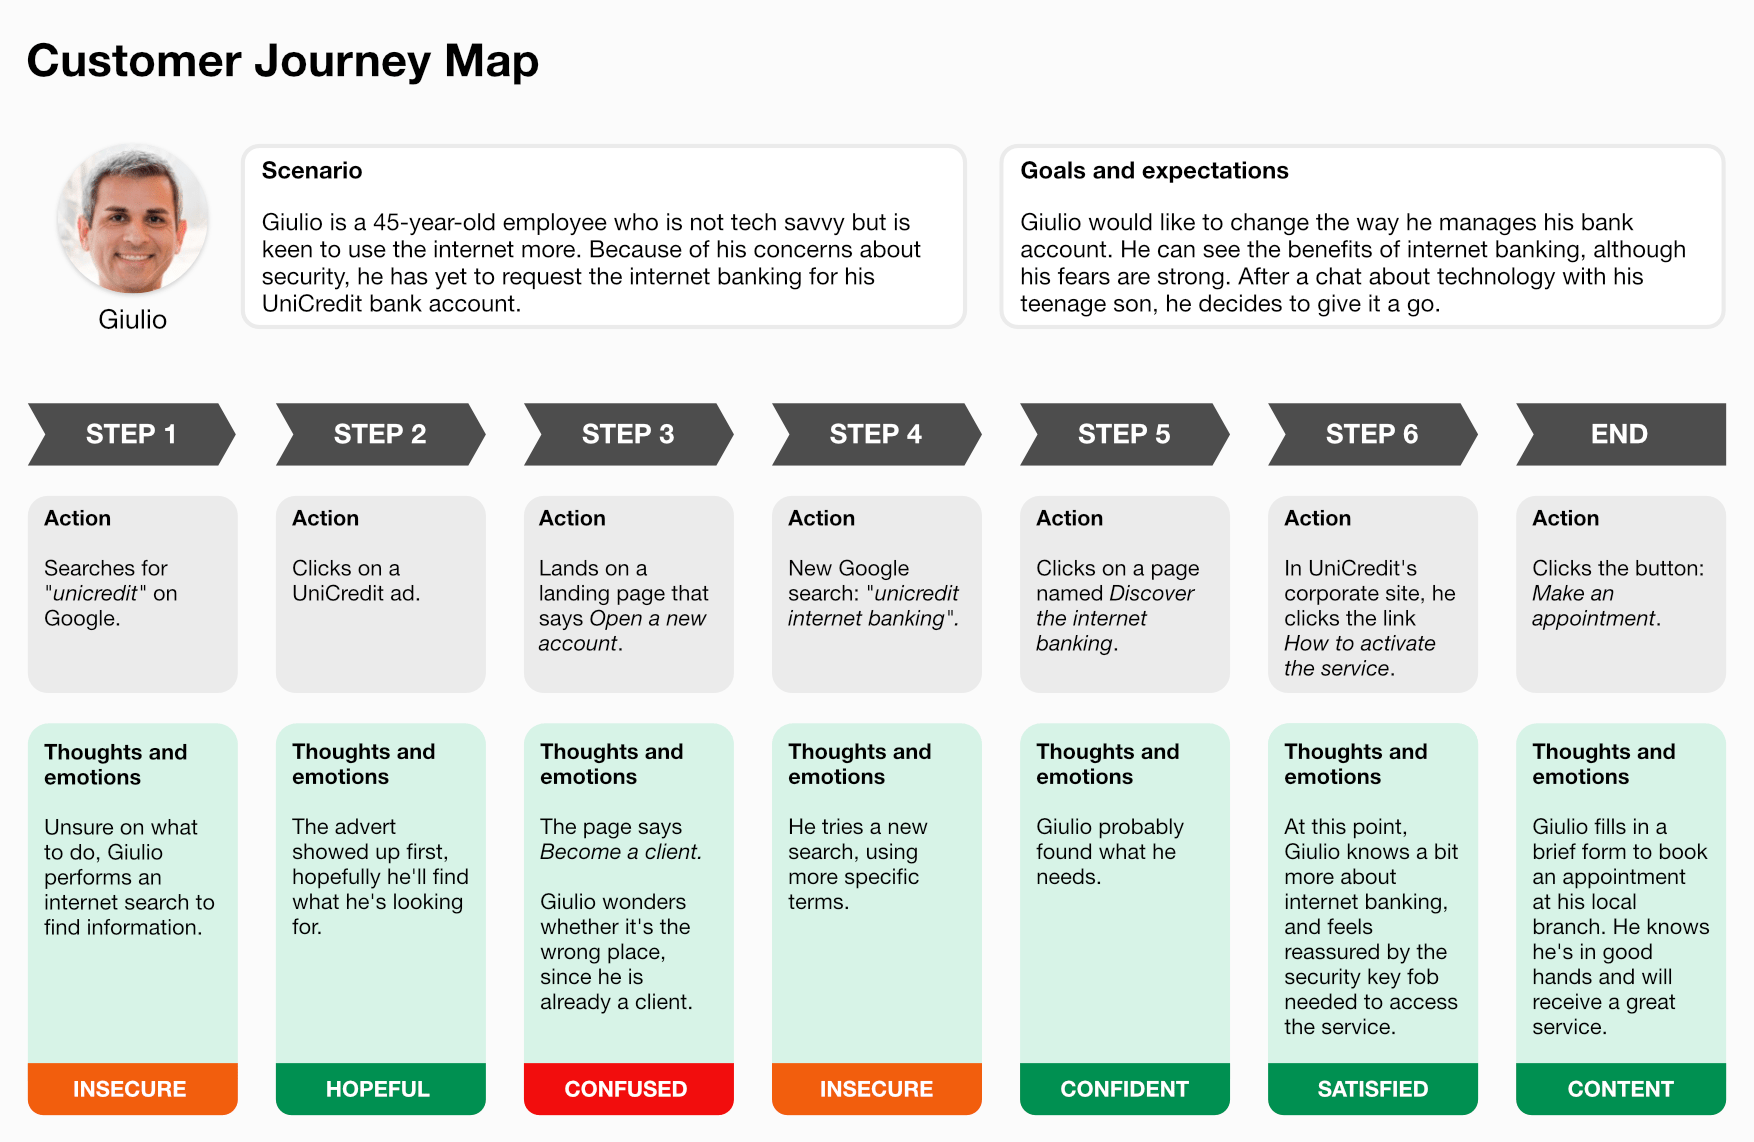 Customer Journey Map
Giulio
Scenario
Giulio is a 45-year-old employee who is not tech savvy but is
keen to use the internet more. Because of his concerns about
security, he has yet to request the internet banking for his
UniCredit bank account.
Goals and expectations
Giulio would like to change the way he manages his bank
account. He can see the benefits of internet banking, although
his fears are strong. After a chat about technology with his
teenage son, he decides to give it a go.
STEP 1
Action
Searches for
"unicredit" on
Google.
Thoughts and
emotions
Unsure on what
to do, Giulio
performs an
internet search to
find information.
INSECURE
STEP 2
Action
Clicks on a
UniCredit ad.
Thoughts and
emotions
The advert
showed up first,
hopefully he'll find
what he's looking
for.
HOPEFUL
STEP 3
Action
Lands on a
landing page that
says Open a new
account.
Thoughts and
emotions
The page says
Become a client.
Giulio wonders
whether it's the
wrong place,
since he is
already a client.
CONFUSED
STEP 4
Action
New Google
search: "unicredit
internet banking".
Thoughts and
emotions
He tries a new
search, using
more specific
terms.
INSECURE
STEP 5
Action
Clicks on a page
named Discover
the internet
banking.
Thoughts and
emotions
Giulio probably
found what he
needs.
CONFIDENT
STEP 6
Action
In UniCredit's
corporate site, he
clicks the link
How to activate
the service.
Thoughts and
emotions
At this point,
Giulio knows a bit
more about
internet banking,
and feels
reassured by the
security key fob
needed to access
the service.
SATISFIED
END
Action
Clicks the button:
Make an
appointment.
Thoughts and
emotions
Giulio fills in a
brief form to book
an appointment
at his local
branch. He knows
he's in good
hands and will
receive a great
service.
CONTENT